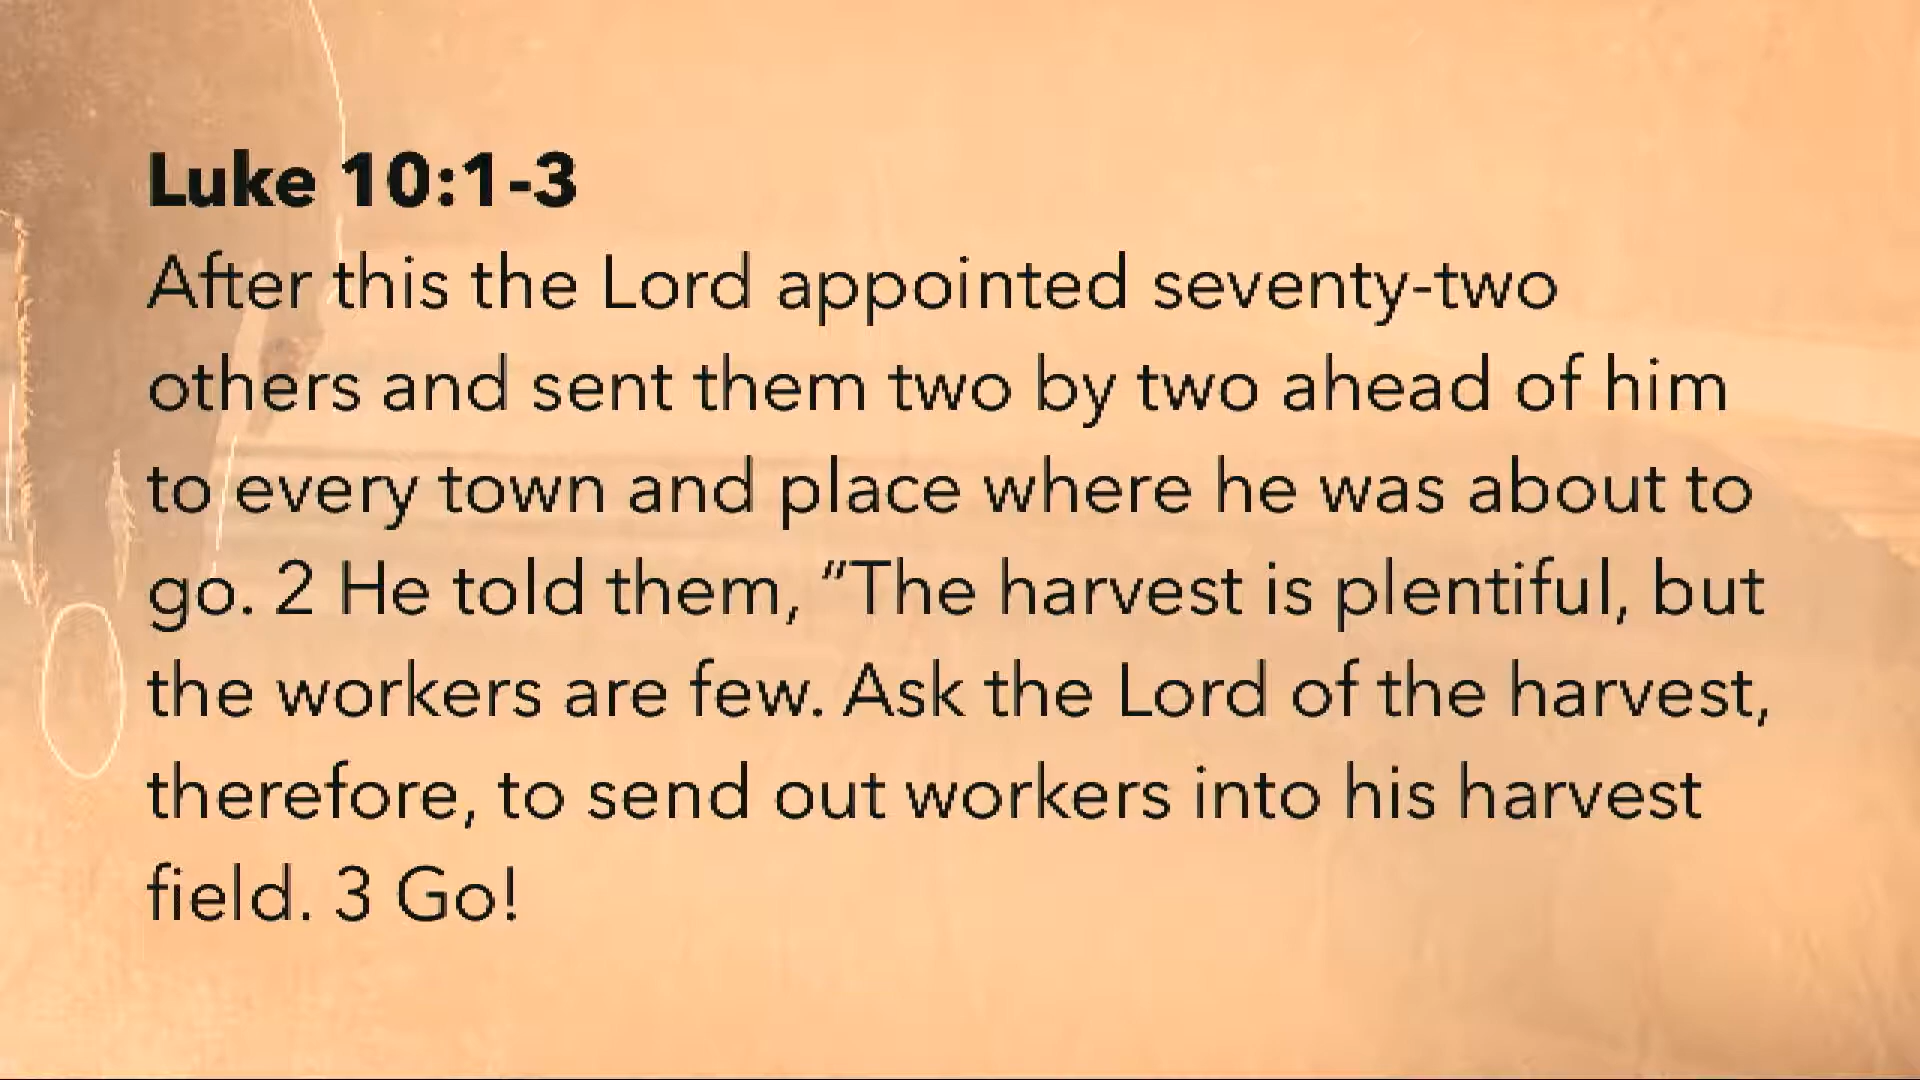 Luke 10:1-3
After this the Lord appointed seventy-two
others and sent them two by two ahead of him
to every town and place where he was about to
go. 2 He told them, “The harvest is plentiful, but
the workers are few. Ask the Lord of the harvest,
therefore, to send out workers into his harvest
field. 3 Go!